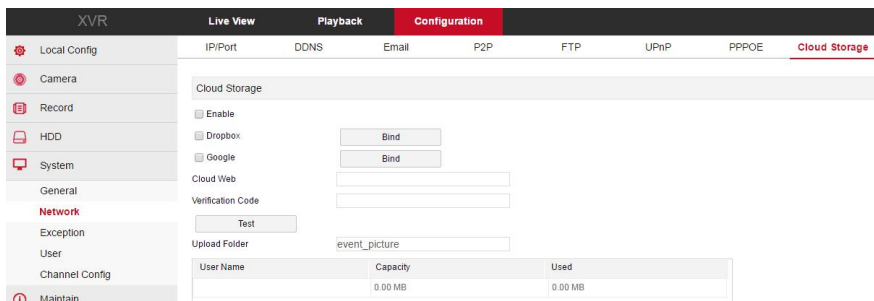 XVR Live View Playback Configuration
Local Config IP/Port DDNS Email P2P FTP UPnP PPPOE Cloud Storage
Camera
Cloud Storage
Record
Enable
HDD
Dropbox Bind
Google Bind
System
Cloud Web
General
Verification Code
Network
Test
Exception
Upload Folder event_picture
User
User Name Capacity Used
Channel Config
0.00 MB 0.00 MB
Maintain